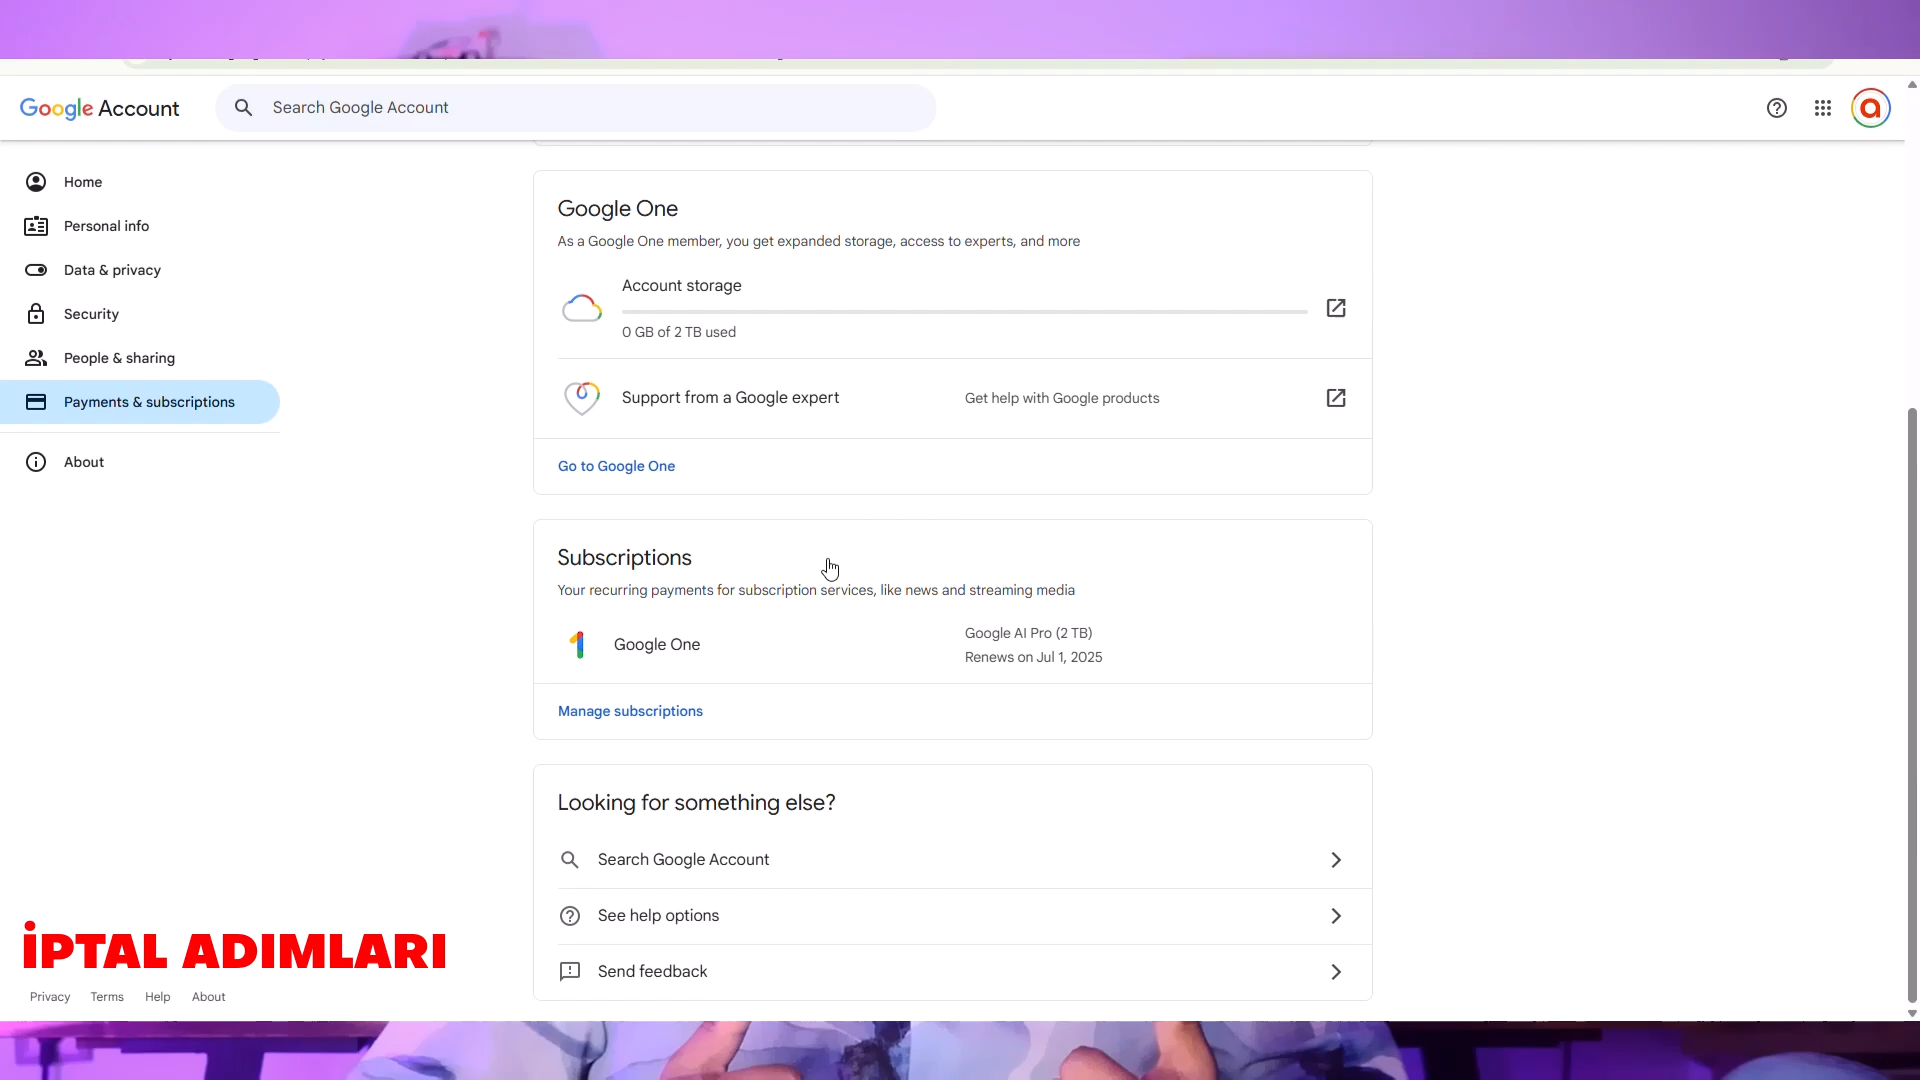 Google Account
Search Google Account
Home
Personal info
Data & privacy
Security
People & sharing
Payments & subscriptions
About
Google One
As a Google One member, you get expanded storage, access to experts, and more
Account storage
0 GB of 2 TB used
Support from a Google expert
Get help with Google products
Go to Google One
Subscriptions
Your recurring payments for subscription services, like news and streaming media
Google One
Google AI Pro (2 TB)
Renews on Jul 1, 2025
Manage subscriptions
Looking for something else?
Search Google Account
See help options
Send feedback
İPTAL ADIMLARI
Privacy Terms Help About